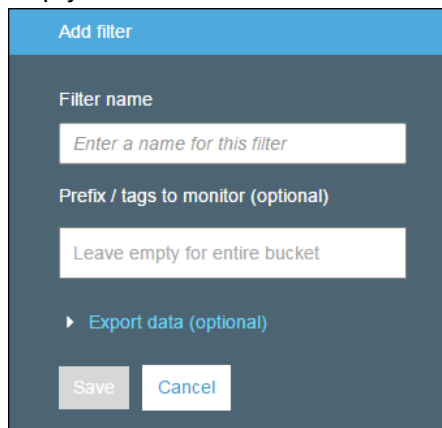 Add filter
Filter name
Enter a name for this filter
Prefix / tags to monitor (optional)
Leave empty for entire bucket
Export data (optional)
Save Cancel